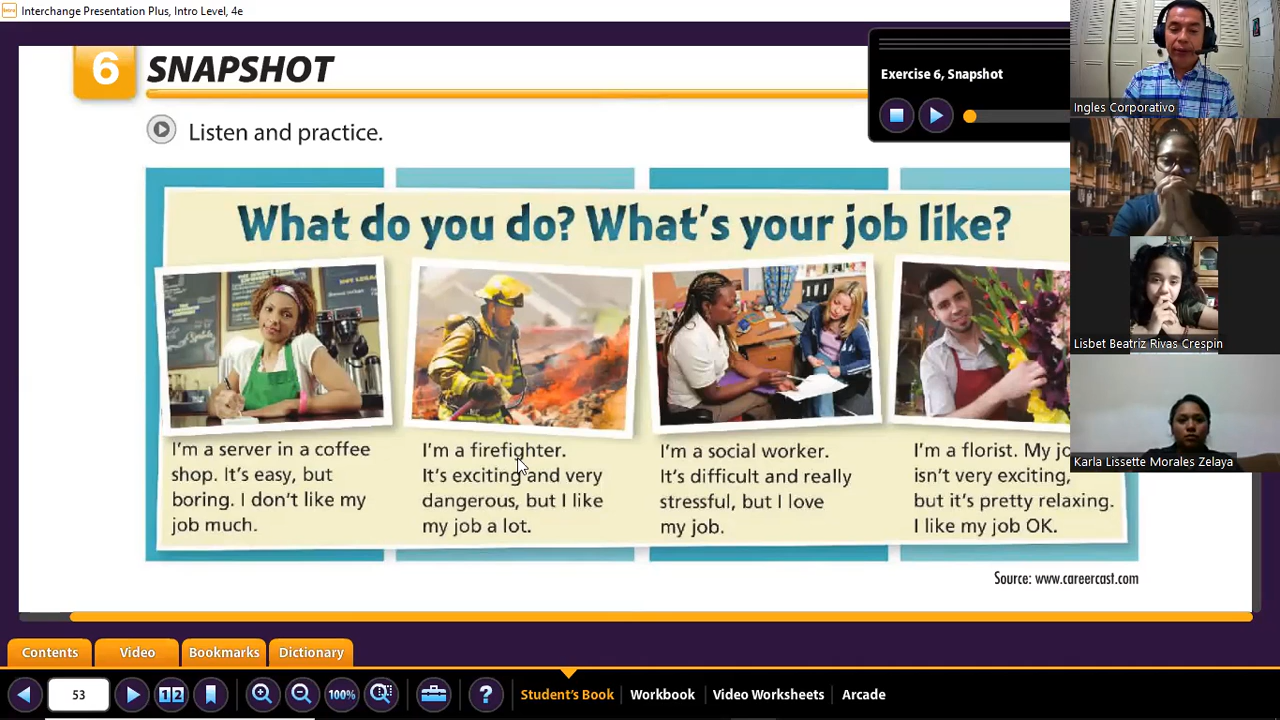 Interchange Presentation Plus, Intro Level, 4e
6 SNAPSHOT
Listen and practice.
Exercise 6, Snapshot
What do you do? What's your job like?
I'm a server in a coffee
shop. It's easy, but
boring. I don't like my
job much.
I'm a firefighter.
It's exciting and very
dangerous, but I like
my job a lot.
I'm a social worker.
It's difficult and really
stressful, but I love
my job.
I'm a florist. My jo
isn't very exciting,
but it's pretty relaxing.
I like my job OK.
Source: www.careercast.com
Ingles Corporativo
Lisbet Beatriz Rivas Crespin
Karla Lissette Morales Zelaya
Contents
Video
Bookmarks
Dictionary
53
1 2
100%
?
Student's Book
Workbook
Video Worksheets
Arcade